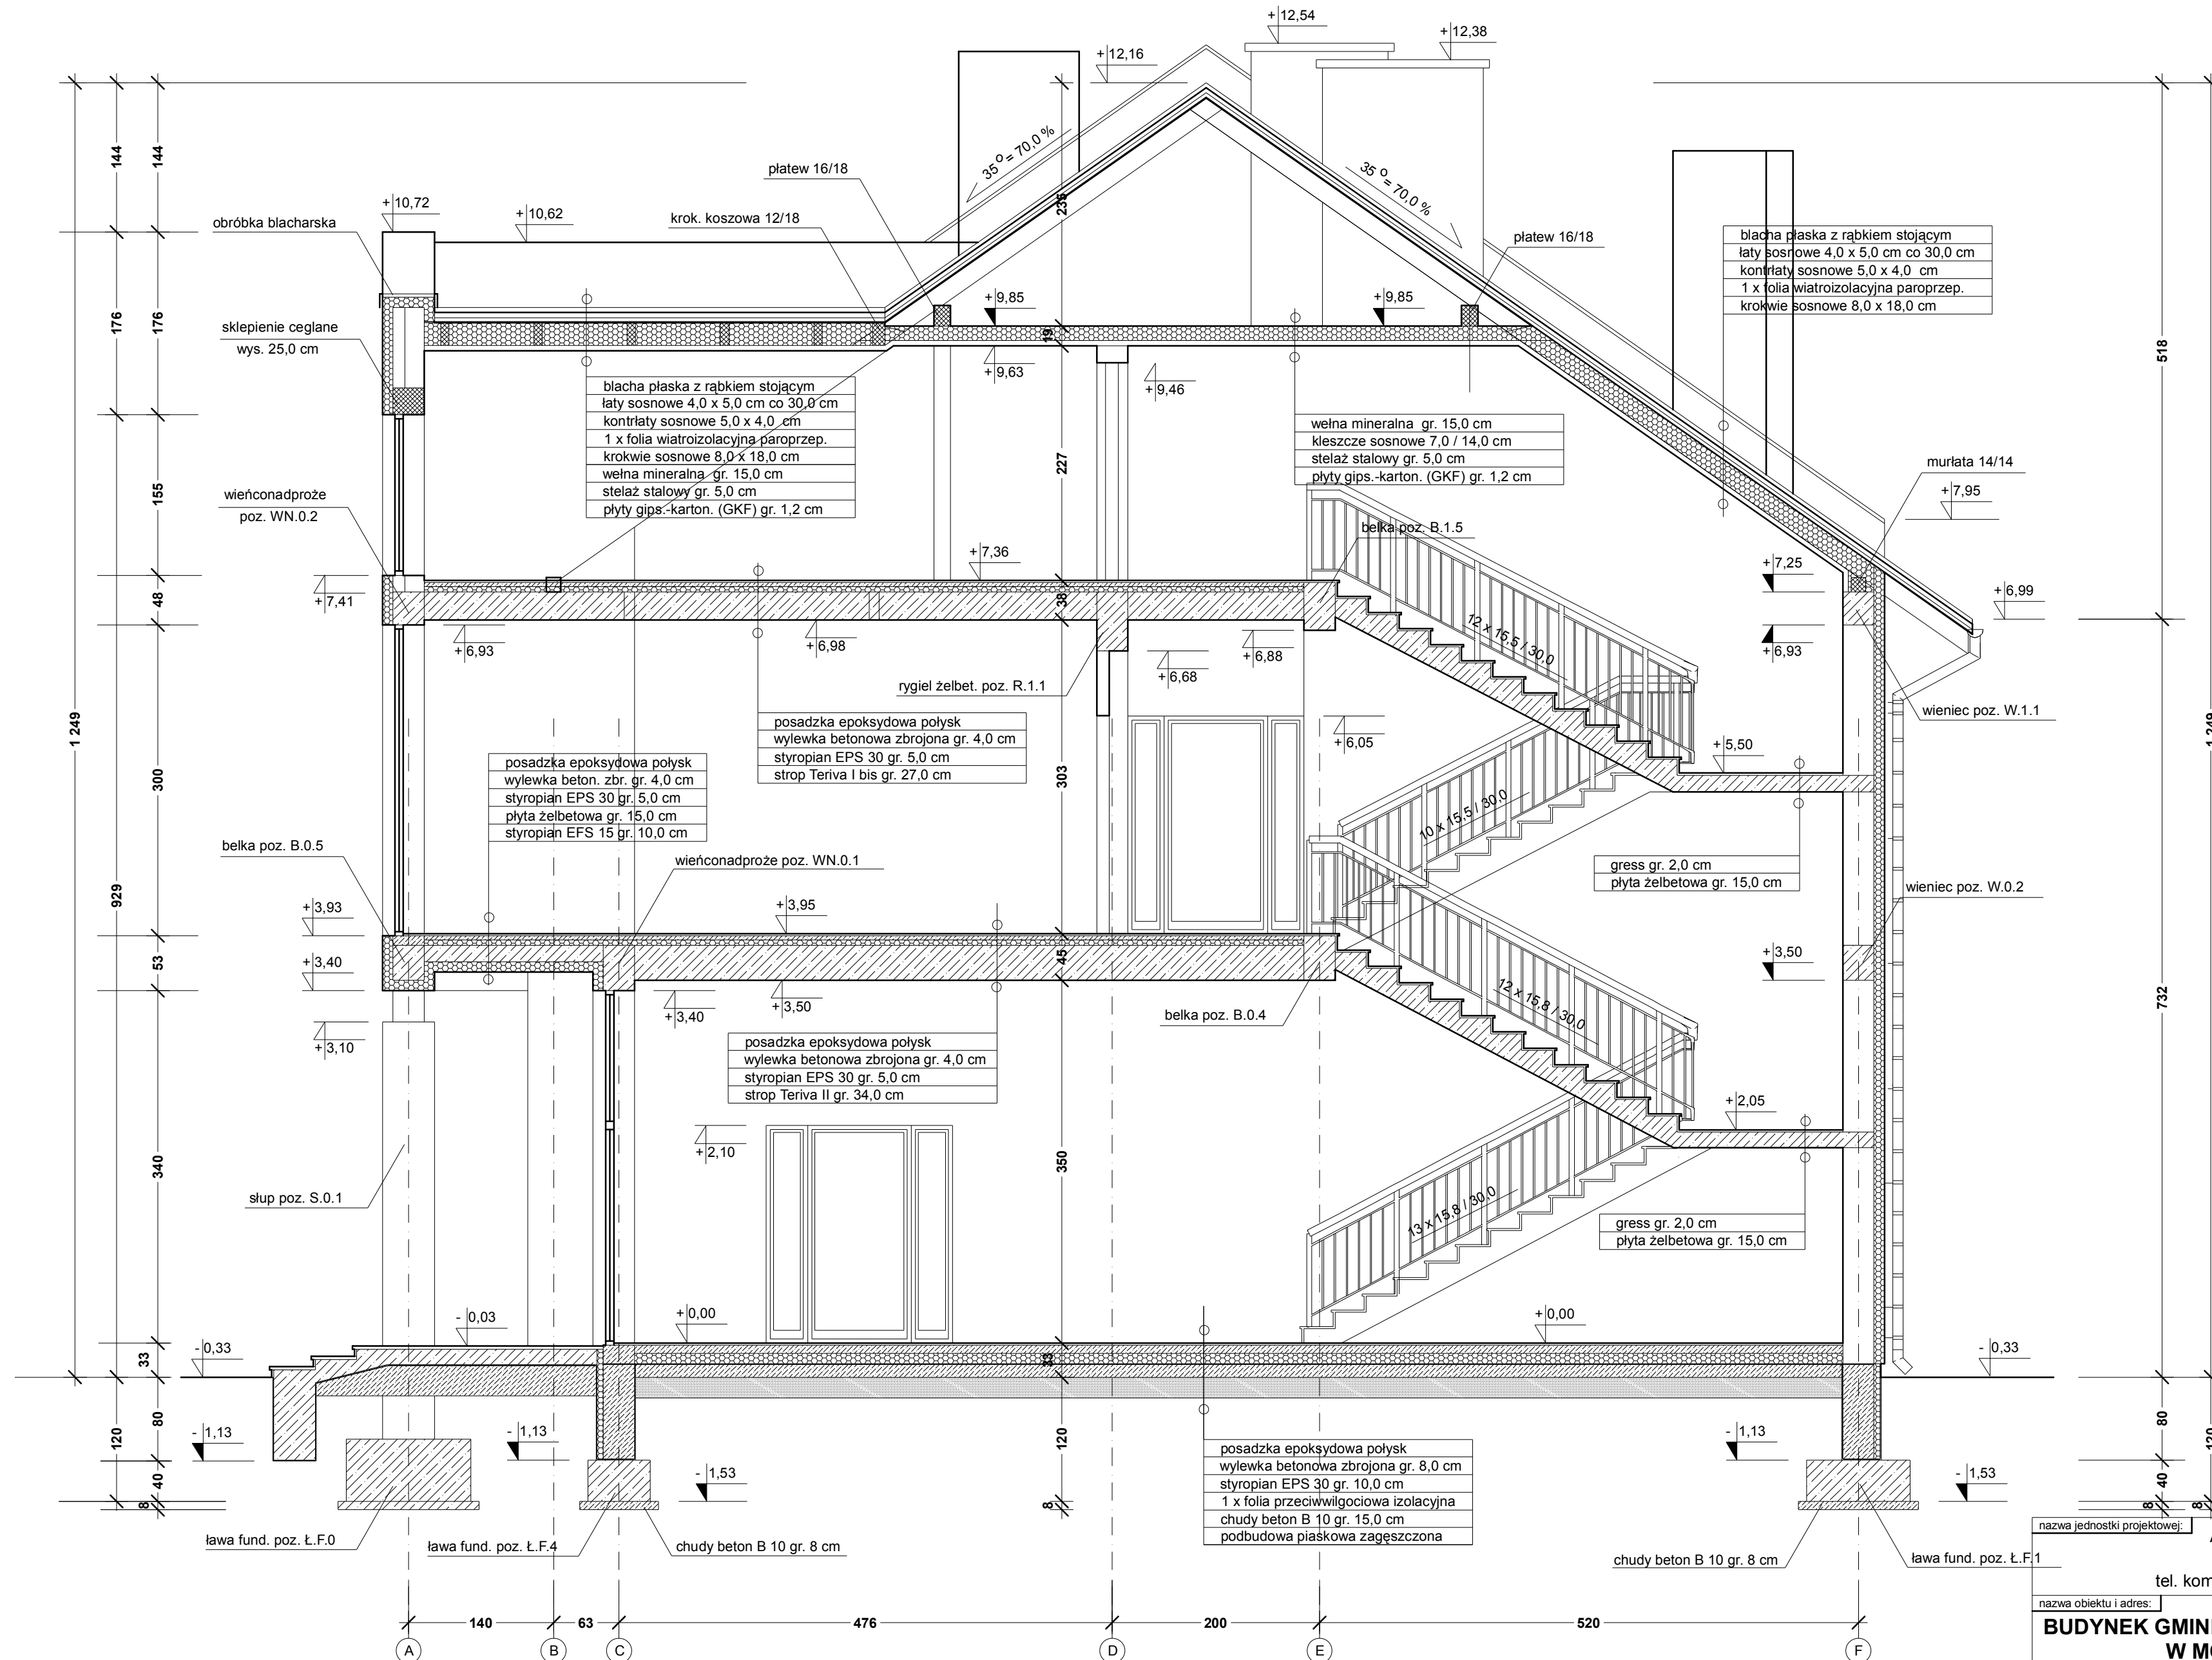 + 12,54
+ 12,38
+ 12,16
35° = 70,0 %
35° = 70,0 %
płatew 16/18
krok. koszowa 12/18
płatew 16/18
+ 10,72
+ 10,62
obróbka blacharska
sklepienie ceglane
wys. 25,0 cm
+ 9,85
+ 9,85
+ 9,63
+ 9,46
blacha płaska z rąbkiem stojącym
łaty sosnowe 4,0 x 5,0 cm co 30,0 cm
kontrłaty sosnowe 5,0 x 4,0 cm
1 x folia wiatroizolacyjna paroprzep.
krokwie sosnowe 8,0 x 18,0 cm
blacha płaska z rąbkiem stojącym
łaty sosnowe 4,0 x 5,0 cm co 30,0 cm
kontrłaty sosnowe 5,0 x 4,0 cm
1 x folia wiatroizolacyjna paroprzep.
krokwie sosnowe 8,0 x 18,0 cm
wełna mineralna gr. 15,0 cm
stelaż stalowy gr. 5,0 cm
płyty gips.-karton. (GKF) gr. 1,2 cm
wełna mineralna gr. 15,0 cm
kleszcze sosnowe 7,0 / 14,0 cm
stelaż stalowy gr. 5,0 cm
płyty gips.-karton. (GKF) gr. 1,2 cm
murłata 14/14
+ 7,95
wieńconadproże
poz. WN.0.2
belka poz. B.1.5
+ 7,36
+ 7,25
+ 7,41
+ 6,99
+ 6,93
+ 6,98
+ 6,88
+ 6,93
+ 6,68
12 x 15,5 / 30,0
rygiel żelbet. poz. R.1.1
wieniec poz. W.1.1
posadzka epoksydowa połysk
wylewka betonowa zbrojona gr. 4,0 cm
styropian EPS 30 gr. 5,0 cm
strop Teriva I bis gr. 27,0 cm
+ 6,05
+ 5,50
posadzka epoksydowa połysk
wylewka beton. zbr. gr. 4,0 cm
styropian EPS 30 gr. 5,0 cm
płyta żelbetowa gr. 15,0 cm
styropian EFS 15 gr. 10,0 cm
10 x 15,5 / 30,0
belka poz. B.0.5
wieńconadproże poz. WN.0.1
gress gr. 2,0 cm
płyta żelbetowa gr. 15,0 cm
wieniec poz. W.0.2
+ 3,93
+ 3,95
+ 3,40
+ 3,50
+ 3,40
+ 3,50
12 x 15,8 / 30,0
belka poz. B.0.4
+ 3,10
posadzka epoksydowa połysk
wylewka betonowa zbrojona gr. 4,0 cm
styropian EPS 30 gr. 5,0 cm
strop Teriva II gr. 34,0 cm
+ 2,05
+ 2,10
słup poz. S.0.1
13 x 15,8 / 30,0
gress gr. 2,0 cm
płyta żelbetowa gr. 15,0 cm
- 0,03
+ 0,00
+ 0,00
- 0,33
- 0,33
- 1,13
- 1,13
- 1,13
- 1,53
- 1,53
posadzka epoksydowa połysk
wylewka betonowa zbrojona gr. 8,0 cm
styropian EPS 30 gr. 10,0 cm
1 x folia przeciwwilgociowa izolacyjna
chudy beton B 10 gr. 15,0 cm
podbudowa piaskowa zagęszczona
ława fund. poz. Ł.F.0
ława fund. poz. Ł.F.4
chudy beton B 10 gr. 8 cm
chudy beton B 10 gr. 8 cm
ława fund. poz. Ł.F.1
1 249
144
176
929
120
144
176
155
48
300
53
340
33
80
40
8
235
19
227
38
303
45
350
33
120
8
518
732
80
40
8
1 249
120
8
140
63
476
200
520
A
B
C
D
E
F
nazwa jednostki projektowej:
tel. kom
nazwa obiektu i adres:
BUDYNEK GMIN
W M